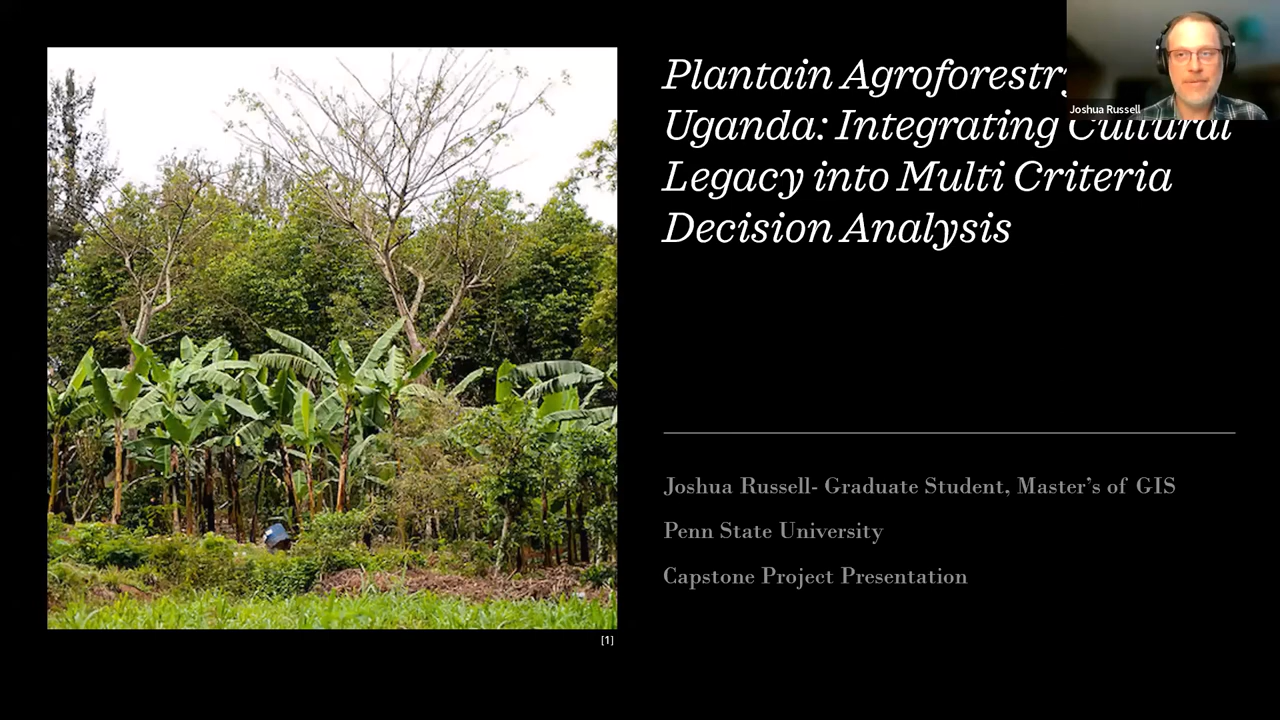 Plantain Agroforestry
Uganda: Integrating Cultural
Legacy into Multi Criteria
Decision Analysis
Joshua Russell
Joshua Russell- Graduate Student, Master’s of GIS
Penn State University
Capstone Project Presentation
[1]